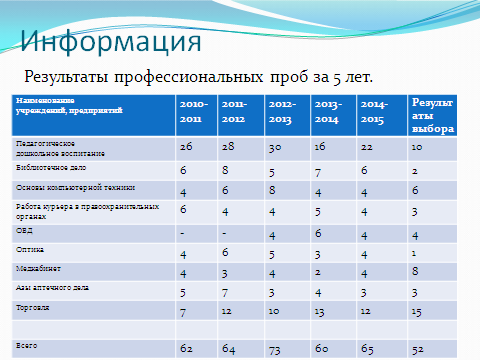 Информация
Результаты профессиональных проб за 5 лет.
Наименование учреждений, предприятий 2010-2011 2011-2012 2012-2013 2013-2014 2014-2015 Результаты выбора
Педагогическое дошкольное воспитание 26 28 30 16 22 10
Библиотечное дело 6 8 5 7 6 2
Основы компьютерной техники 4 6 8 4 4 6
Работа курьера в правоохранительных органах 6 4 4 5 4 3
ОБД - - 4 6 4 4
Оптика 4 6 5 3 4 1
Медкабинет 4 3 4 2 4 8
Азы аптечного дела 5 7 3 4 3 3
Торговля 7 12 10 13 12 15
Всего 62 64 73 60 65 52